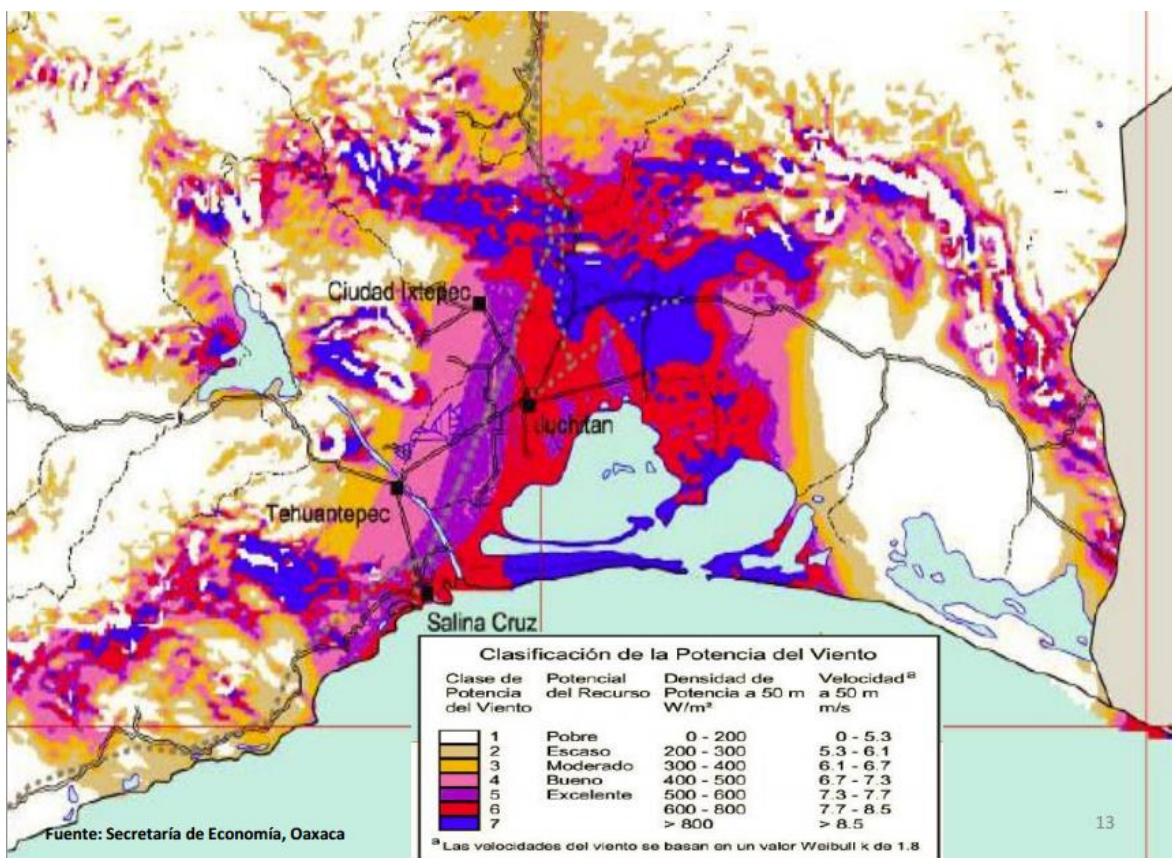 Ciudad Ixtepec
Juchitan
Tehuantepec
Salina Cruz
Clasificación de la Potencia del Viento
Clase de Potencia del Viento Potencial del Recurso Densidad de Potencia a 50 m W/m² Velocidad a a 50 m m/s
1 Pobre 0 - 200 0 - 5.3
2 Escaso 200 - 300 5.3 - 6.1
3 Moderado 300 - 400 6.1 - 6.7
4 Bueno 400 - 500 6.7 - 7.3
5 Excelente 500 - 600 7.3 - 7.7
6 600 - 800 7.7 - 8.5
7 > 800 > 8.5
a Las velocidades del viento se basan en un valor Weibull k de 1.8
Fuente: Secretaría de Economía, Oaxaca
13